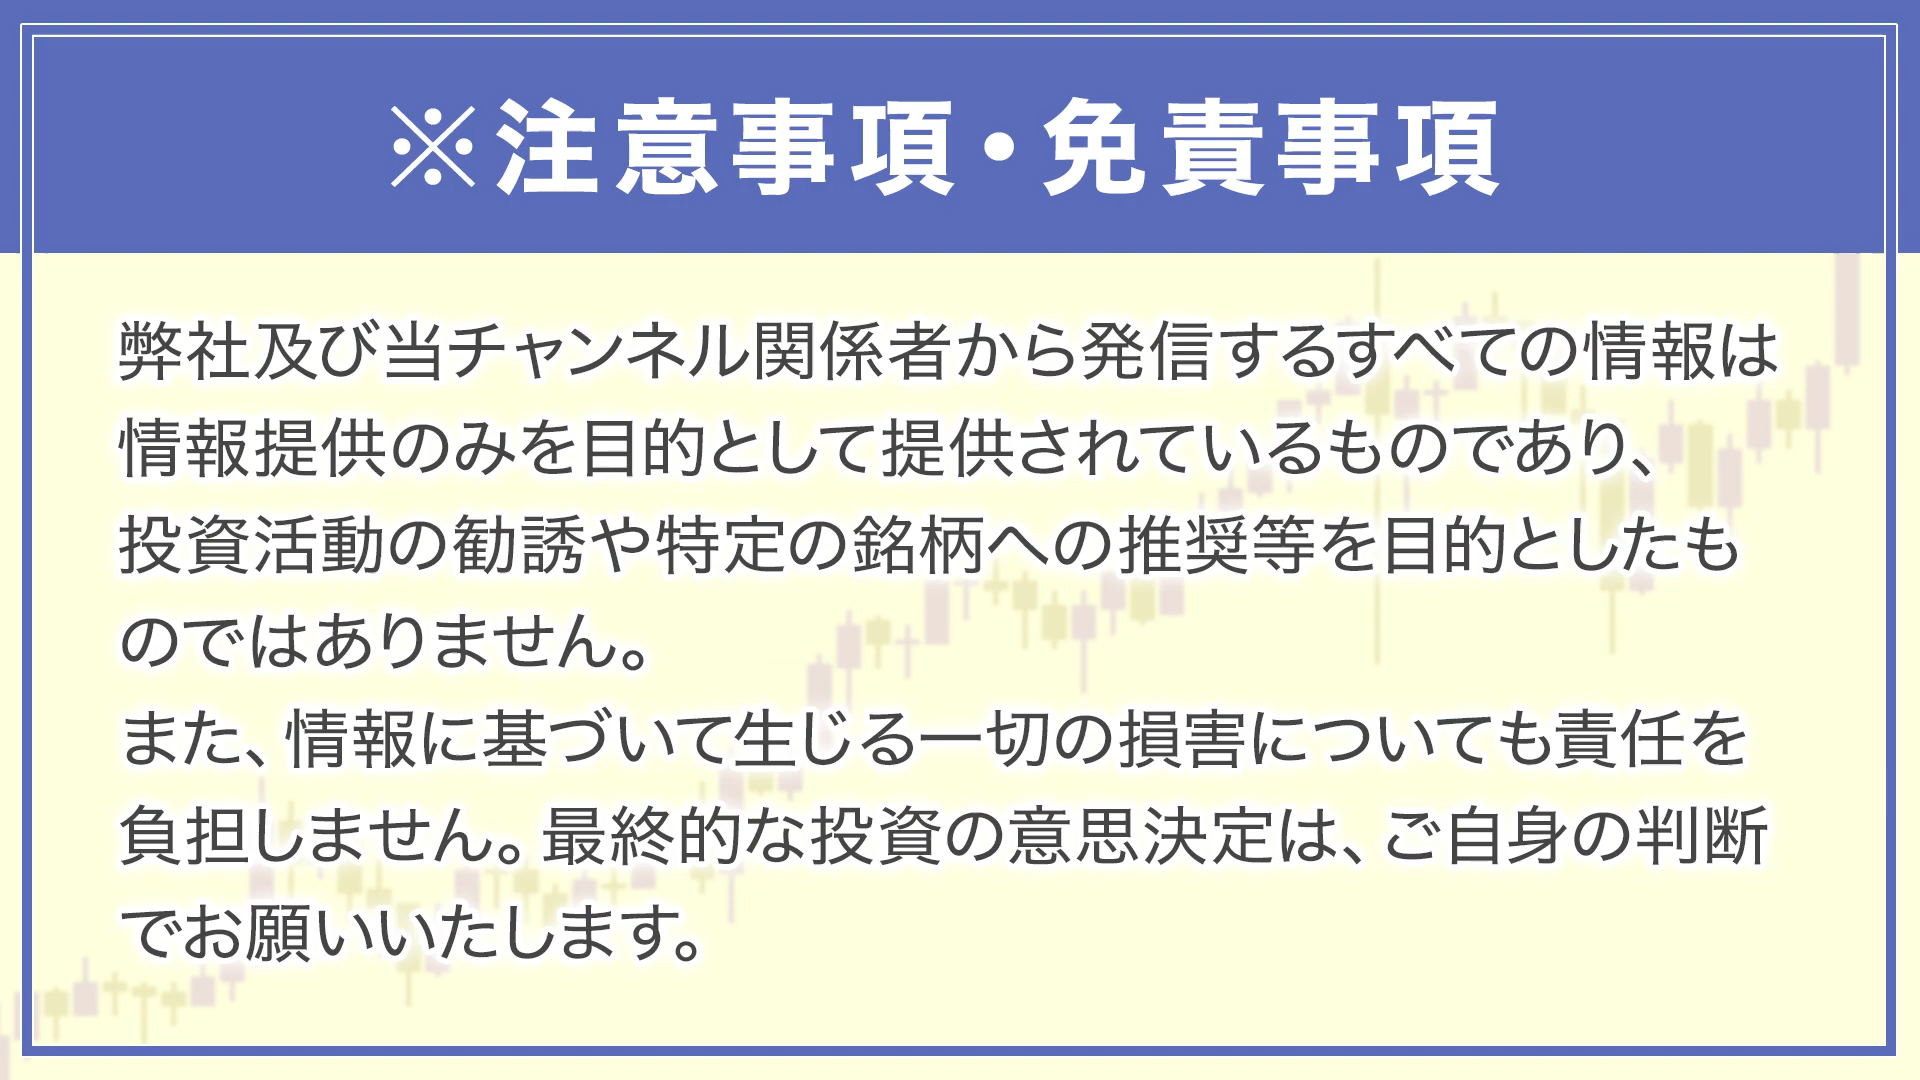 ※注意事項・免責事項
弊社及び当チャンネル関係者から発信するすべての情報は
情報提供のみを目的として提供されているものであり、
投資活動の勧誘や特定の銘柄への推奨等を目的としたも
のではありません。
また、情報に基づいて生じる一切の損害についても責任を
負担しません。最終的な投資の意思決定は、ご自身の判断
でお願いいたします。